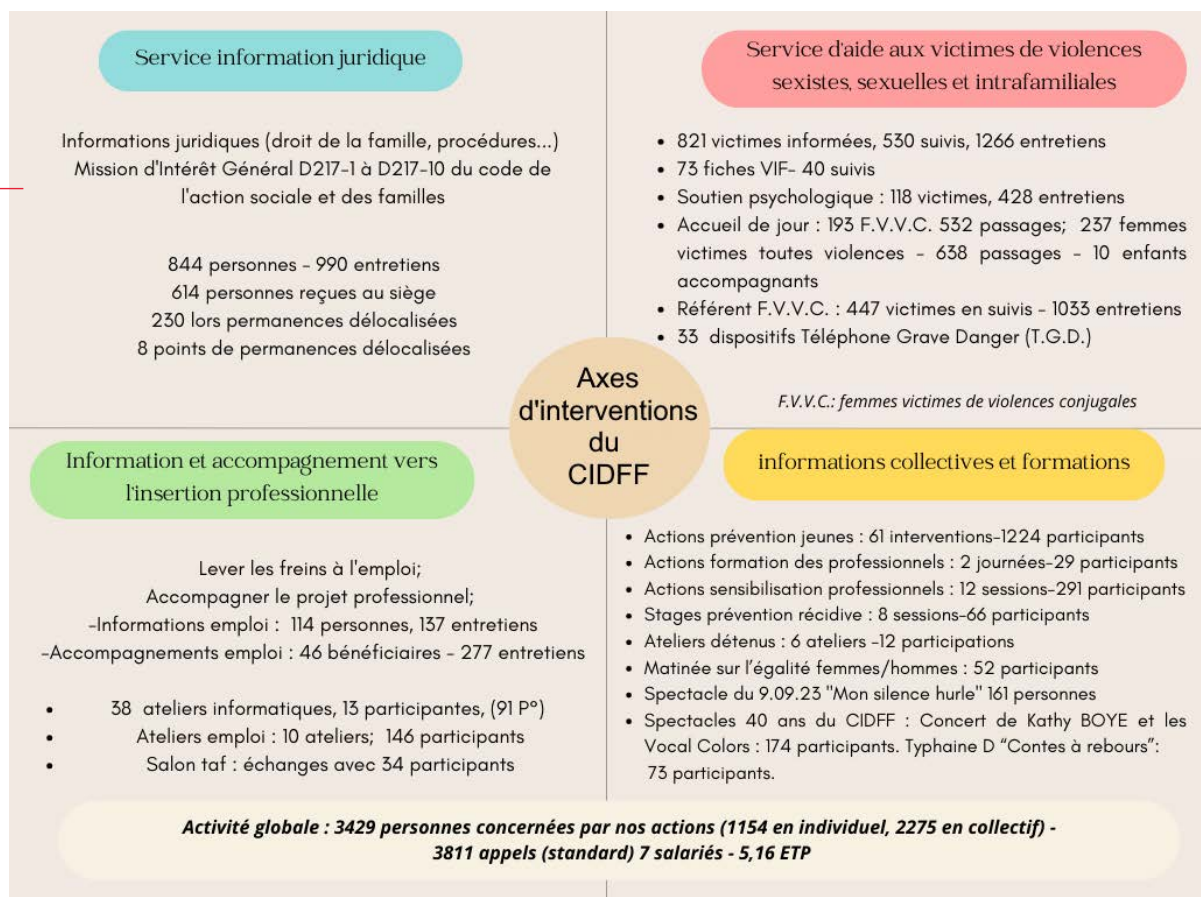 Service information juridique
Informations juridiques (droit de la famille, procédures...)
Mission d'Intérêt Général D217-1 à D217-10 du code de
l'action sociale et des familles
844 personnes - 990 entretiens
614 personnes reçues au siège
230 lors permanences délocalisées
8 points de permanences délocalisées
Service d'aide aux victimes de violences
sexistes, sexuelles et intrafamiliales
• 821 victimes informées, 530 suivis, 1266 entretiens
• 73 fiches VIF- 40 suivis
• Soutien psychologique : 118 victimes, 428 entretiens
• Accueil de jour : 193 F.V.V.C. 532 passages; 237 femmes
victimes toutes violences - 638 passages - 10 enfants
accompagnants
• Référent F.V.V.C. : 447 victimes en suivis - 1033 entretiens
• 33 dispositifs Téléphone Grave Danger (T.G.D.)
F.V.V.C.: femmes victimes de violences conjugales
Axes
d'interventions
du
CIDFF
Information et accompagnement vers
l'insertion professionnelle
Lever les freins à l'emploi;
Accompagner le projet professionnel;
-Informations emploi : 114 personnes, 137 entretiens
-Accompagnements emploi : 46 bénéficiaires - 277 entretiens
• 38 ateliers informatiques, 13 participantes, (91 P°)
• Ateliers emploi : 10 ateliers; 146 participants
• Salon taf : échanges avec 34 participants
informations collectives et formations
• Actions prévention jeunes : 61 interventions-1224 participants
• Actions formation des professionnels : 2 journées-29 participants
• Actions sensibilisation professionnels : 12 sessions-291 participants
• Stages prévention récidive : 8 sessions-66 participants
• Ateliers détenus : 6 ateliers -12 participations
• Matinée sur l'égalité femmes/hommes : 52 participants
• Spectacle du 9.09.23 "Mon silence hurle" 161 personnes
• Spectacles 40 ans du CIDFF : Concert de Kathy BOYE et les
Vocal Colors : 174 participants. Typhaine D “Contes à rebours”:
73 participants.
Activité globale : 3429 personnes concernées par nos actions (1154 en individuel, 2275 en collectif) -
3811 appels (standard) 7 salariés - 5,16 ETP